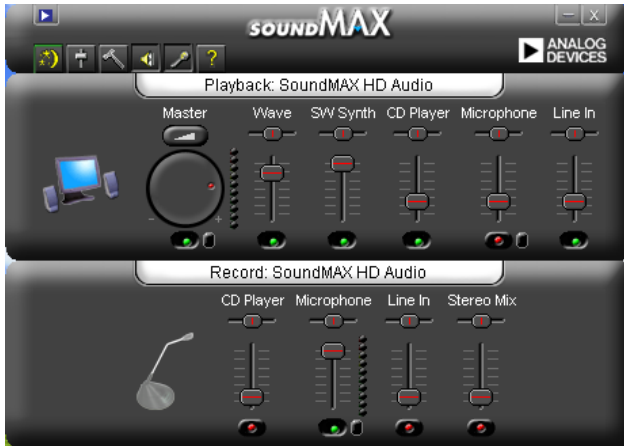 SOUNDMAX
ANALOG
DEVICES
?
Playback: SoundMAX HD Audio
Master Wave SW Synth CD Player Microphone Line In
- +
Record: SoundMAX HD Audio
CD Player Microphone Line In Stereo Mix